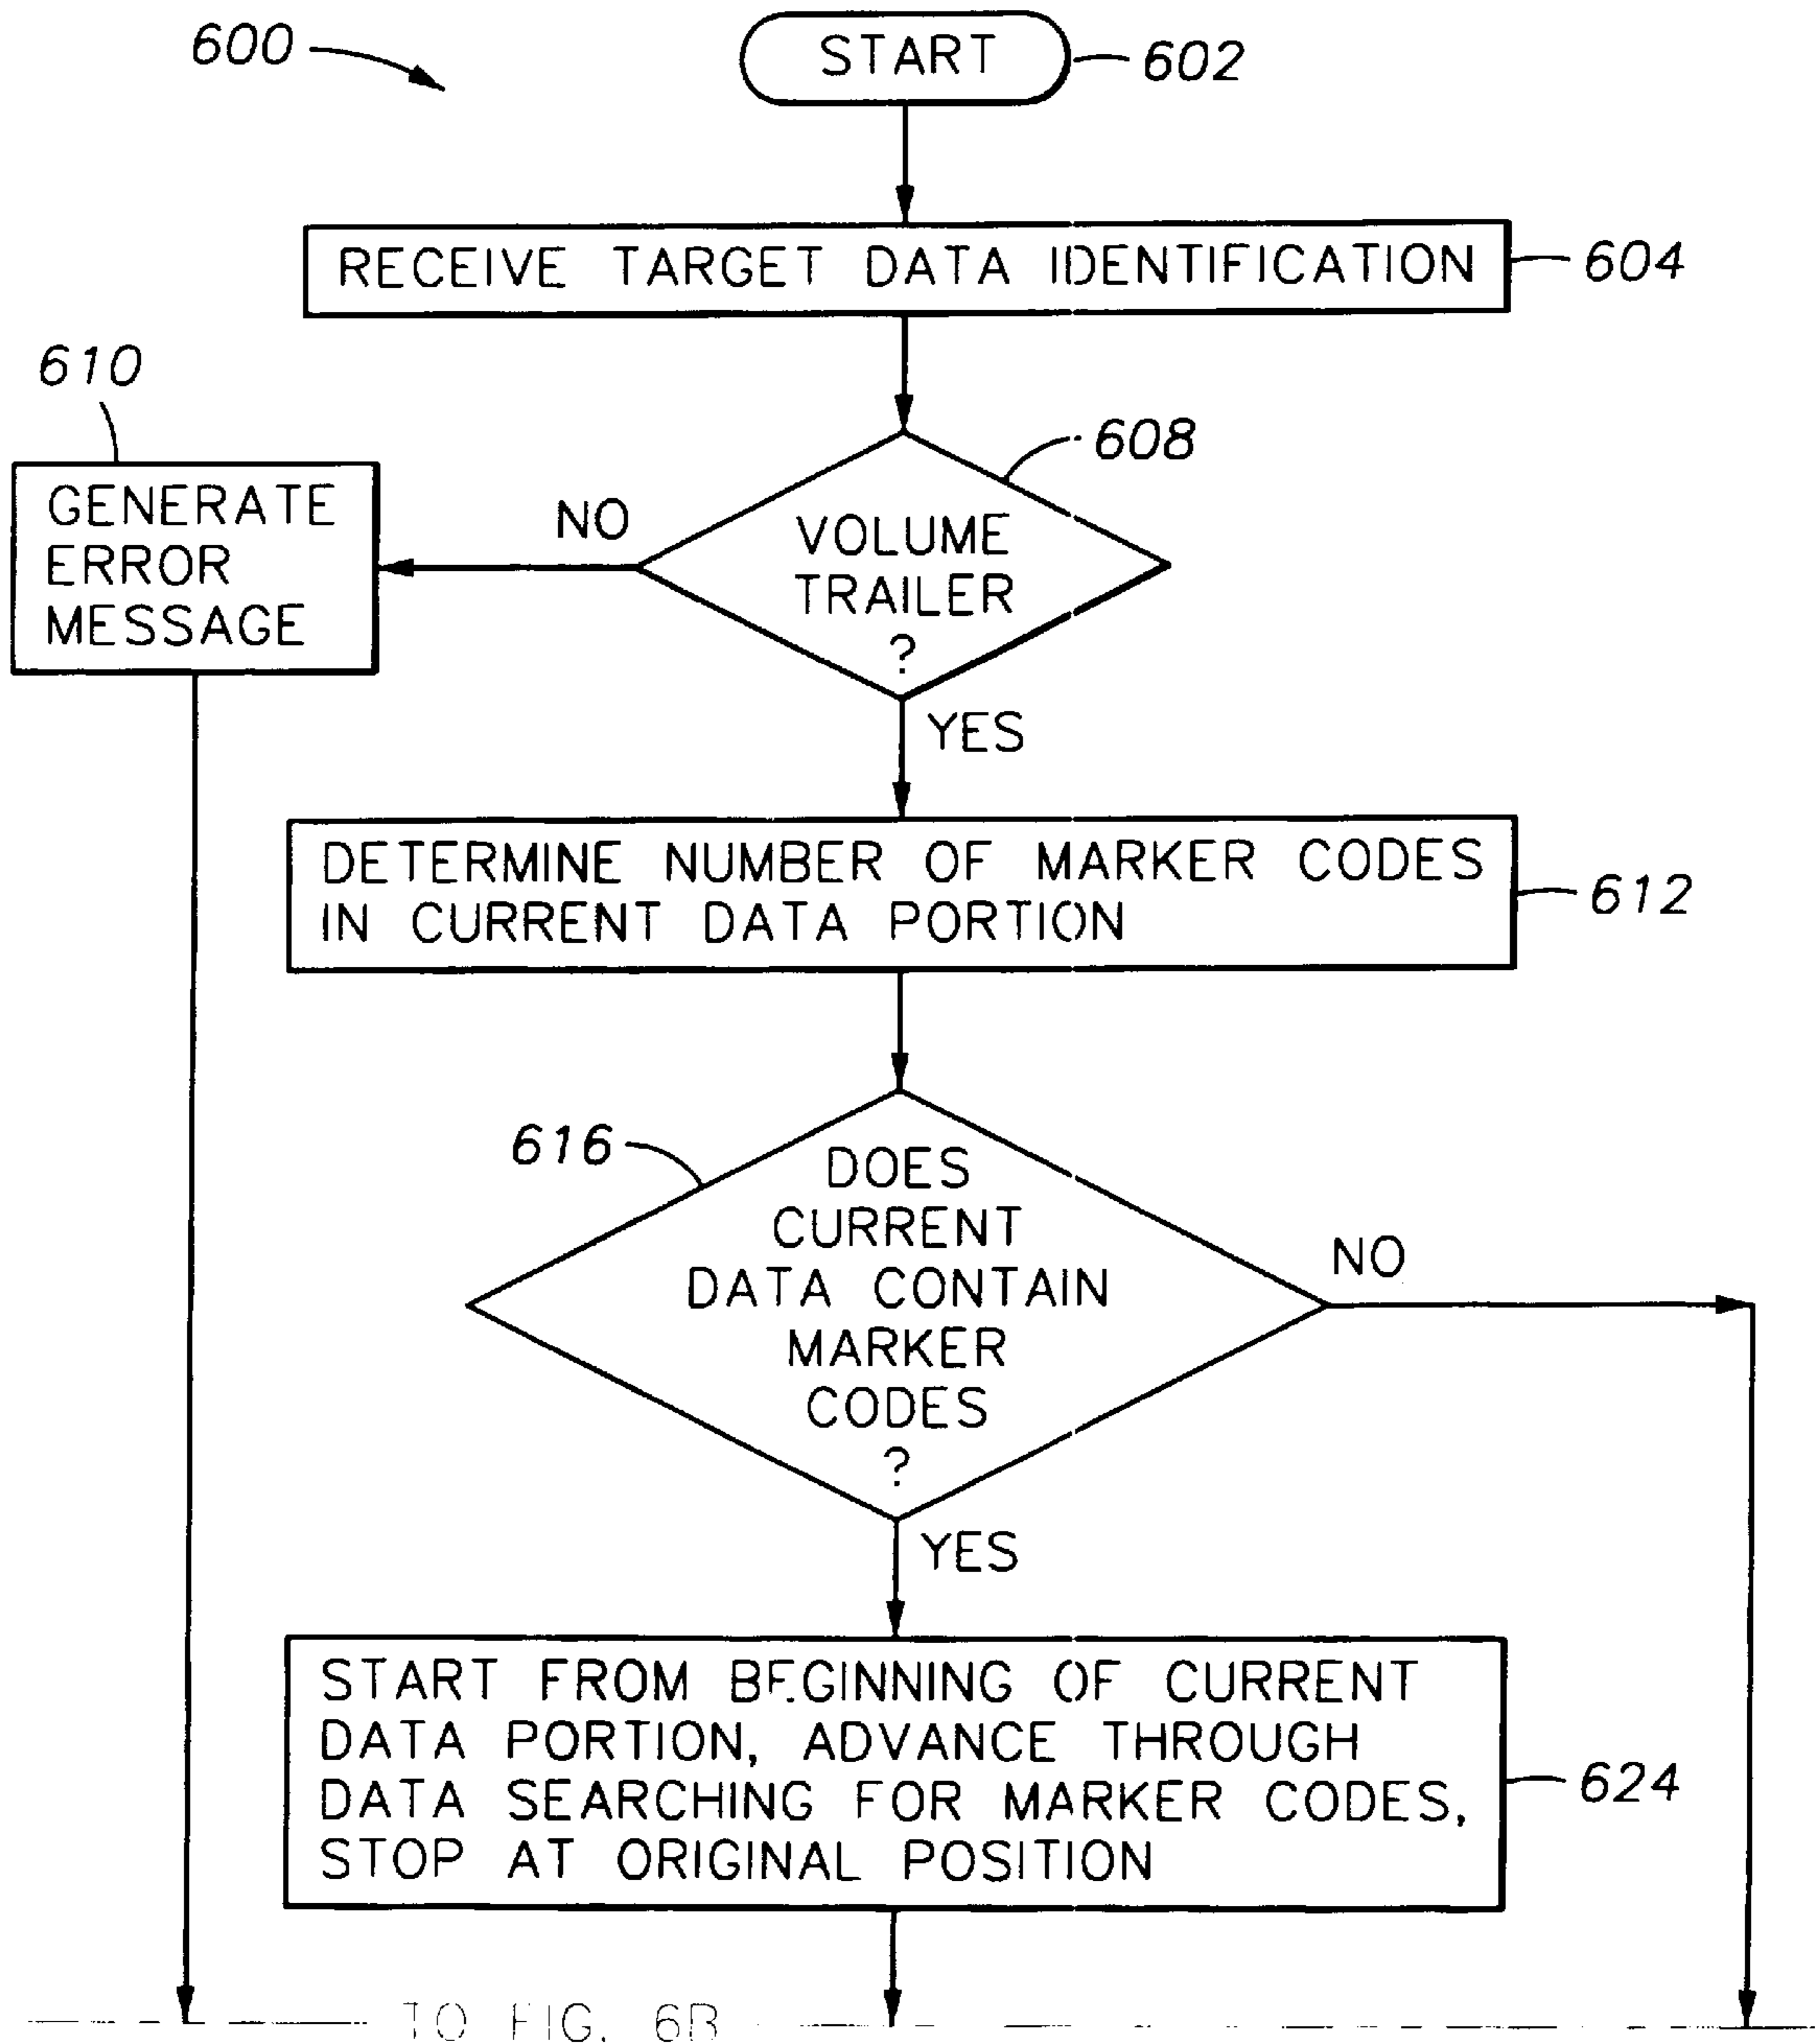 600
START
602
RECEIVE TARGET DATA IDENTIFICATION
604
610
608
GENERATE
ERROR
MESSAGE
NO
VOLUME
TRAILER
?
YES
DETERMINE NUMBER OF MARKER CODES
IN CURRENT DATA PORTION
612
616
DOES
CURRENT
DATA CONTAIN
MARKER
CODES
?
NO
YES
START FROM BEGINNING OF CURRENT
DATA PORTION, ADVANCE THROUGH
DATA SEARCHING FOR MARKER CODES,
STOP AT ORIGINAL POSITION
624
TO FIG. 6B